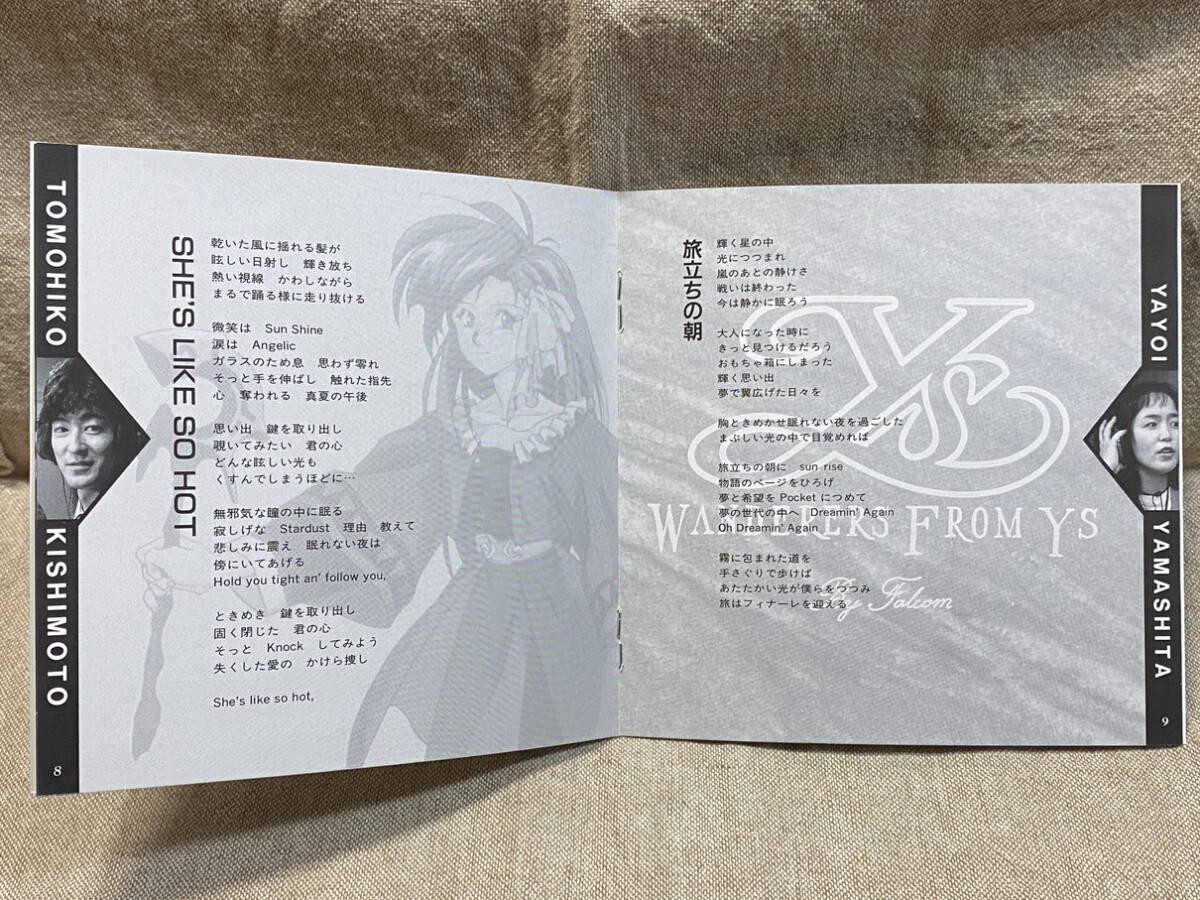 TOMOHIKO
KISHIMOTO
SHE'S LIKE SO HOT
乾いた風に揺れる髪が
眩しい日射し　輝き放ち
熱い視線　かわしながら
まるで踊る様に走り抜ける
微笑は　Sun Shine
涙は　Angelic
ガラスのため息　思わず零れ
そっと手を伸ばし　触れた指先
心　奪われる　真夏の午後
思い出　鍵を取り出し
覗いてみたい　君の心
どんな眩しい光も
くすんでしまうほどに…
無邪気な瞳の中に眠る
寂しげな　Stardust　理由　教えて
悲しみに震え　眠れない夜は
傍にいてあげる
Hold you tight an' follow you,
ときめき　鍵を取り出し
固く閉じた　君の心
そっと　Knock　してみよう
失くした愛の　かけら捜し
She's like so hot,
8
旅立ちの朝
輝く星の中
光につつまれ
嵐のあとの静けさ
戦いは終わった
今は静かに眠ろう
大人になった時に
きっと見つけるだろう
おもちゃ箱にしまった
輝く思い出
夢で翼広げた日々を
胸ときめかせ眠れない夜を過ごした
まぶしい光の中で目覚めれば
旅立ちの朝に　sun rise
物語のページをひろげ
夢と希望を Pocket につめて
夢の世代の中へ　Dreamin' Again
Oh Dreamin' Again
霧に包まれた道を
手さぐりで歩けば
あたたかい光が僕らをつつみ
旅はフィナーレを迎える
Ys
WANDERERS FROM YS
By Falcom
YAYOI
YAMASHITA
9